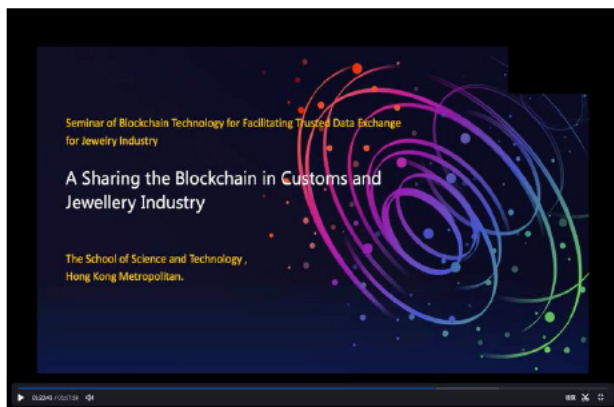 Seminar of Blockchain Technology for Facilitating Trusted Data Exchange
for Jewelry Industry
A Sharing the Blockchain in Customs and
Jewellery Industry
The School of Science and Technology ,
Hong Kong Metropolitan.